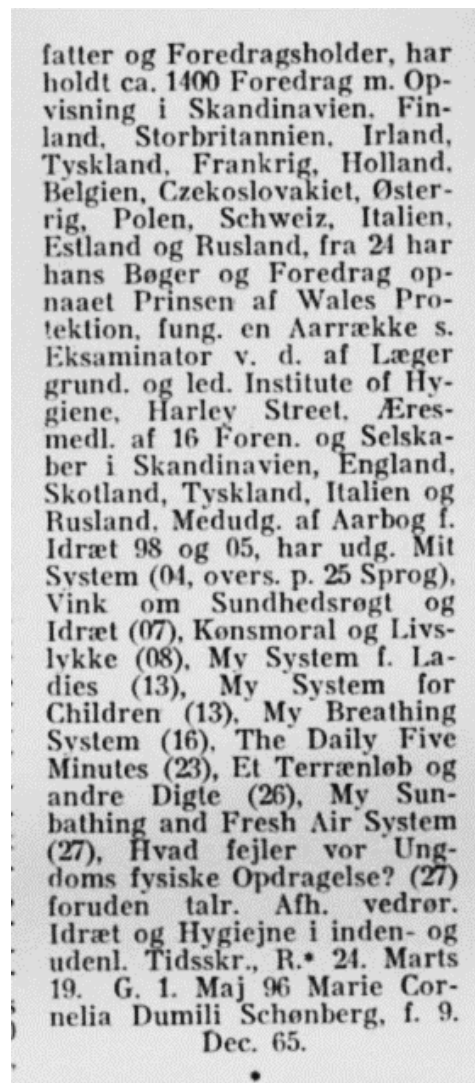 fatter og Foredragsholder, har
holdt ca. 1400 Foredrag m. Op-
visning i Skandinavien, Fin-
land, Storbritannien, Irland,
Tyskland, Frankrig, Holland,
Belgien, Czekoslovakiet, Øster-
rig, Polen, Schweiz, Italien,
Estland og Rusland, fra 24 har
hans Bøger og Foredrag op-
naaet Prinsen af Wales Pro-
tektion, fung. en Aarrække s.
Eksaminator v. d. af Læger
grund. og led. Institute of Hy-
giene, Harley Street, Æres-
medl. af 16 Foren. og Selska-
ber i Skandinavien, England,
Skotland, Tyskland, Italien og
Rusland, Medudg. af Aarbog f.
Idræt 98 og 05, har udg. Mit
System (04, overs. p. 25 Sprog),
Vink om Sundhedsrøgt og
Idræt (07), Kønsmoral og Livs-
lykke (08), My System f. La-
dies (13), My System for
Children (13), My Breathing
System (16), The Daily Five
Minutes (23), Et Terrænløb og
andre Digte (26), My Sun-
bathing and Fresh Air System
(27), Hvad fejler vor Ung-
doms fysiske Opdragelse? (27)
foruden talr. Afh. vedrør.
Idræt og Hygiejne i inden- og
udenl. Tidsskr., R.* 24. Marts
19. G. 1. Maj 96 Marie Cor-
nelia Dumili Schønberg, f. 9.
Dec. 65.